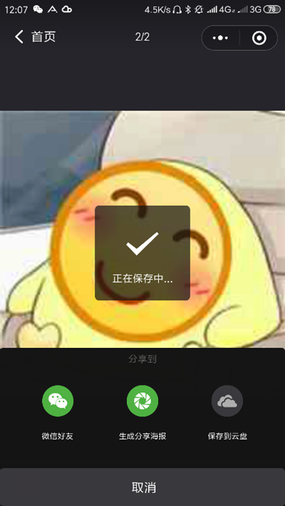 12:07
4.5K/s
4G
3G
78
首页
2/2
正在保存中...
分享到
微信好友
生成分享海报
保存到云盘
取消